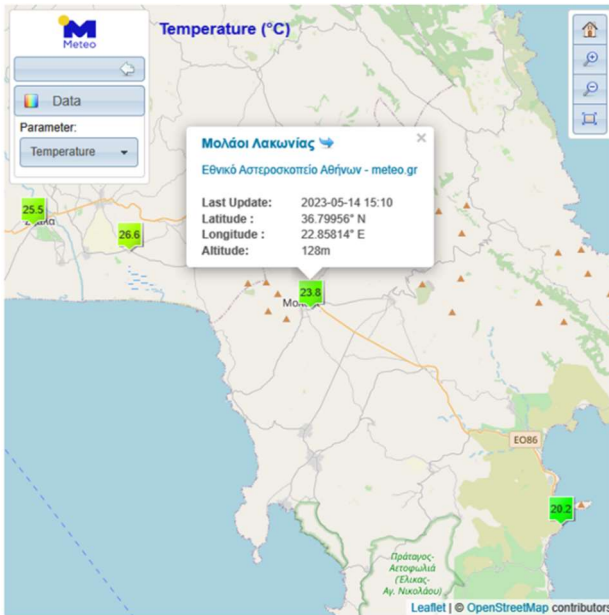 Meteo
Temperature (°C)
Data
Parameter:
Temperature
Μολάοι Λακωνίας
Εθνικό Αστεροσκοπείο Αθήνων - meteo.gr
Last Update: 2023-05-14 15:10
Latitude : 36.79956° N
Longitude : 22.85814° E
Altitude: 128m
25.5
26.6
23.8
EO86
20.2
Πράταγος-
Αετοφωλιά
(Έλικας-
Αγ. Νικολάου)
Leaflet | © OpenStreetMap contributors